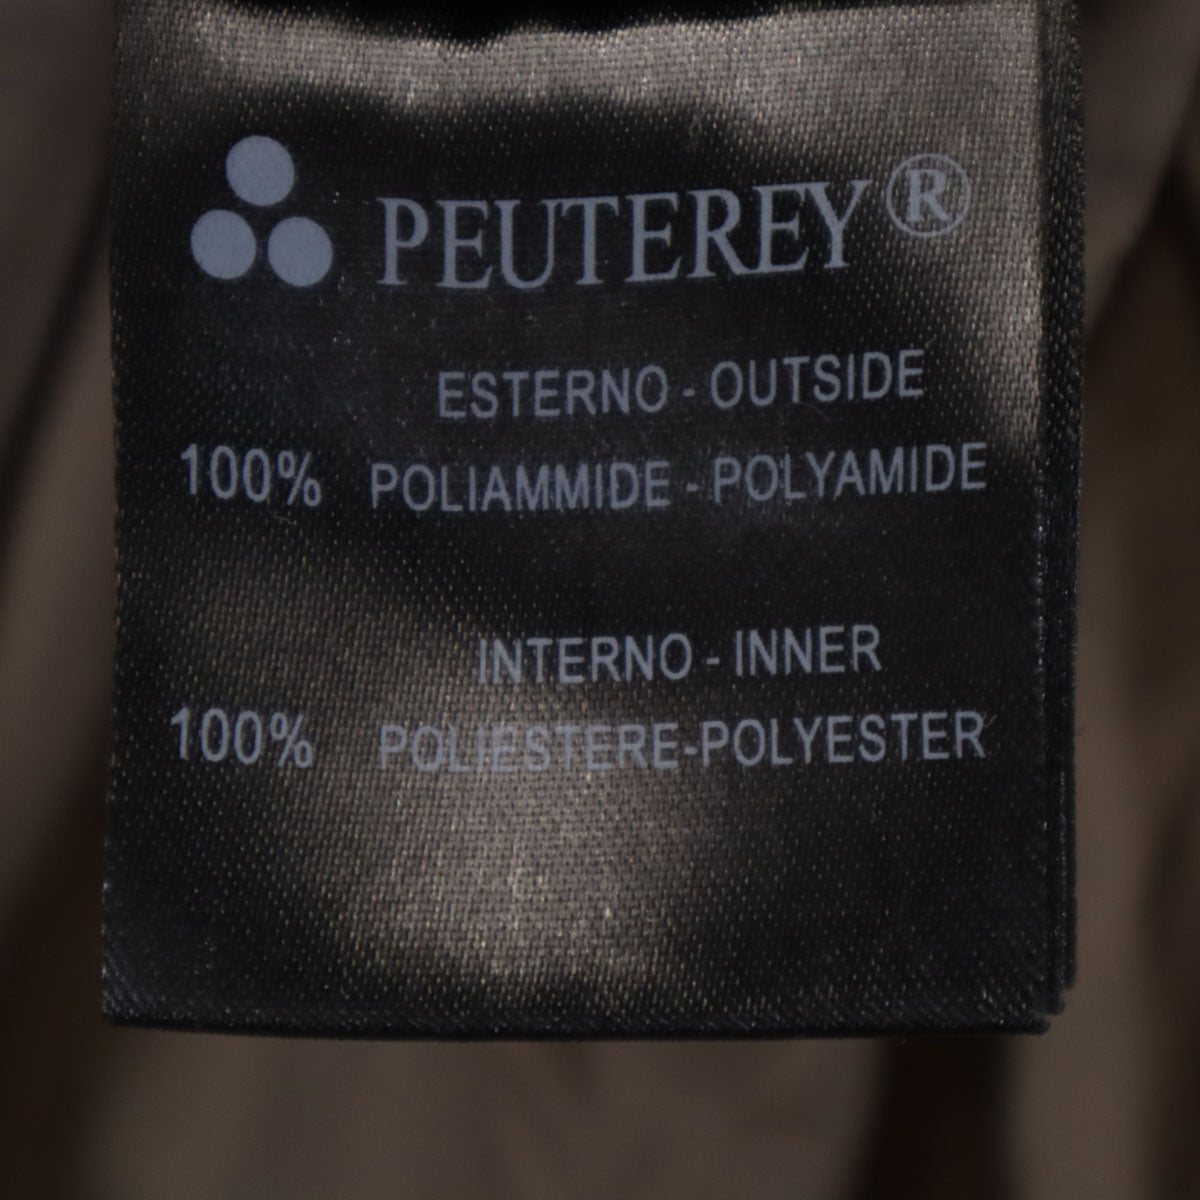 PEUTEREY®
ESTERNO - OUTSIDE
100% POLIAMMIDE - POLYAMIDE
INTERNO - INNER
100% POLIESTERE-POLYESTER